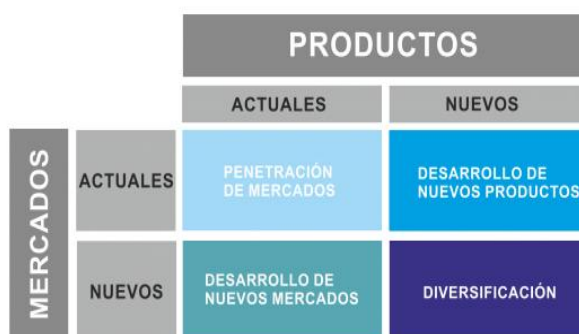 PRODUCTOS
ACTUALES
NUEVOS
MERCADOS
ACTUALES
PENETRACIÓN
DE MERCADOS
DESARROLLO DE
NUEVOS PRODUCTOS
NUEVOS
DESARROLLO DE
NUEVOS MERCADOS
DIVERSIFICACIÓN